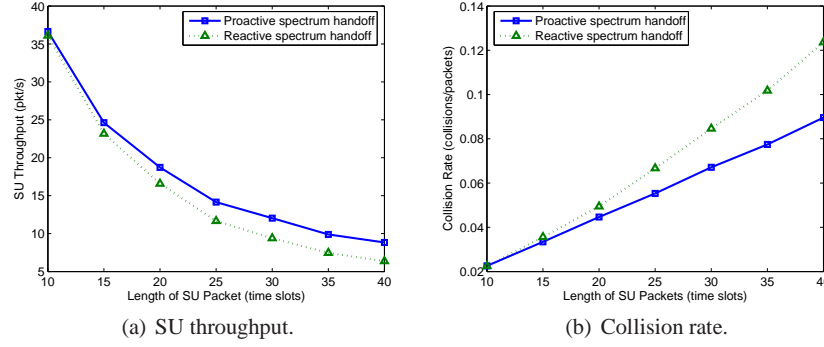 Proactive spectrum handoff
Reactive spectrum handoff
SU Throughput (pkt/s)
40
35
30
25
20
15
10
5
10 15 20 25 30 35 40
Length of SU Packet (time slots)
(a) SU throughput.
Proactive spectrum handoff
Reactive spectrum handoff
Collision Rate (collisions/packets)
0.14
0.12
0.1
0.08
0.06
0.04
0.02
10 15 20 25 30 35 40
Length of SU Packets (time slots)
(b) Collision rate.